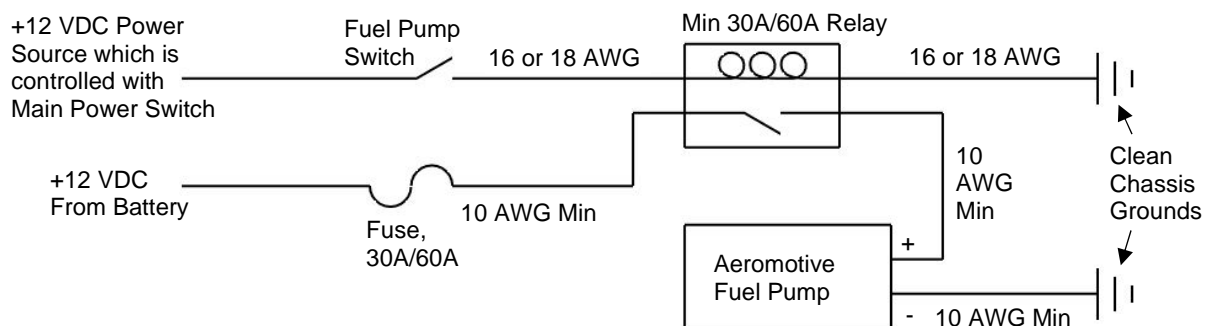 +12 VDC Power
Source which is
controlled with
Main Power Switch
Fuel Pump
Switch
16 or 18 AWG
Min 30A/60A Relay
16 or 18 AWG
+12 VDC
From Battery
Fuse,
30A/60A
10 AWG Min
10
AWG
Min
Clean
Chassis
Grounds
Aeromotive
Fuel Pump
+
-
10 AWG Min